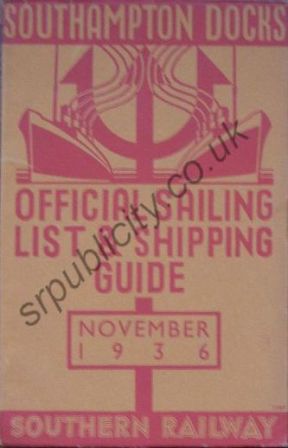 SOUTHAMPTON DOCKS
OFFICIAL SAILING
LIST & SHIPPING
GUIDE
NOVEMBER
1936
SOUTHERN RAILWAY
srpublicity.co.uk